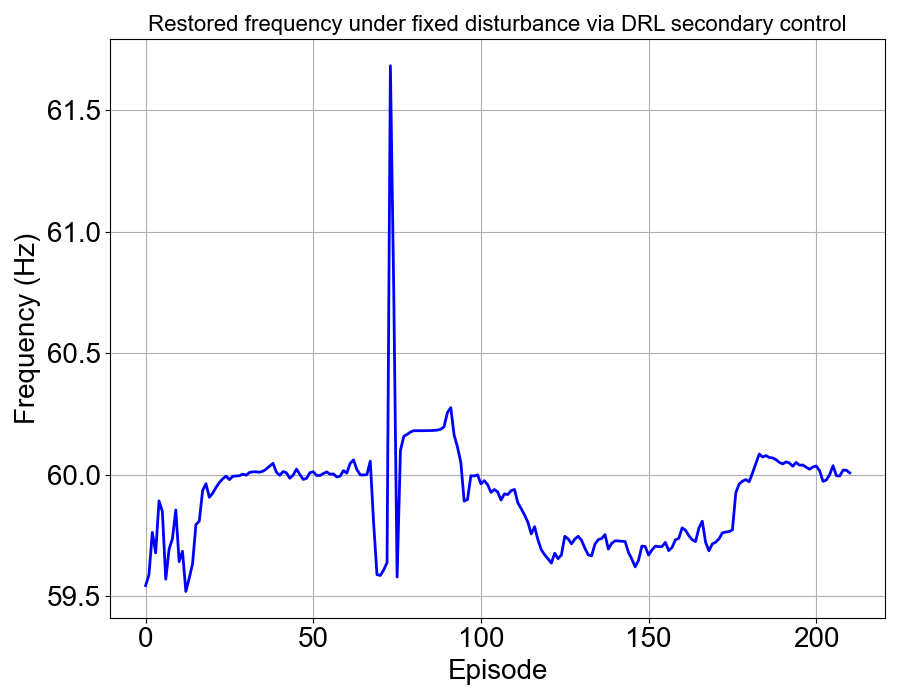 Restored frequency under fixed disturbance via DRL secondary control
61.5
61.0
60.5
60.0
59.5
Frequency (Hz)
0 50 100 150 200
Episode